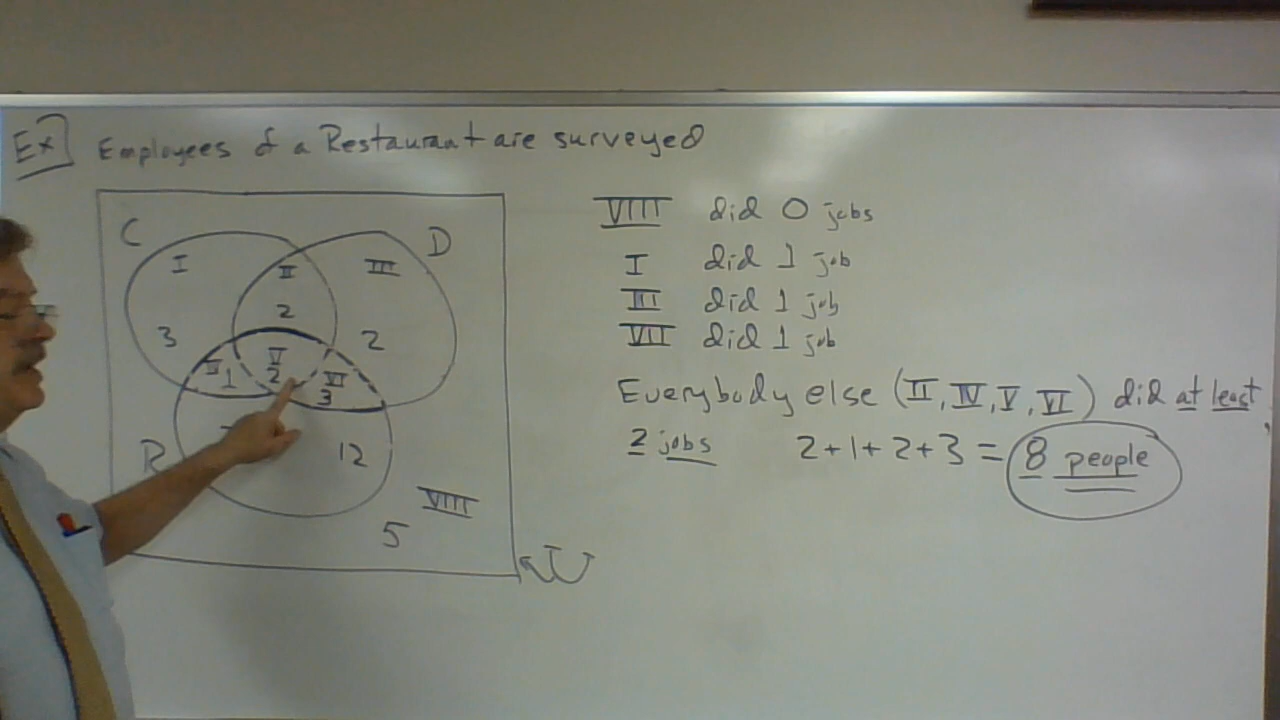 Ex] Employees of a Restaurant are surveyed
C
D
I
II
III
2
3
2
IV 1
V
2
VI
3
R
12
VIII
5
U
VIII did 0 jobs
I did 1 job
III did 1 job
VII did 1 job
Everybody else (II, IV, V, VI) did at least
2 jobs 2+1+2+3 = 8 people